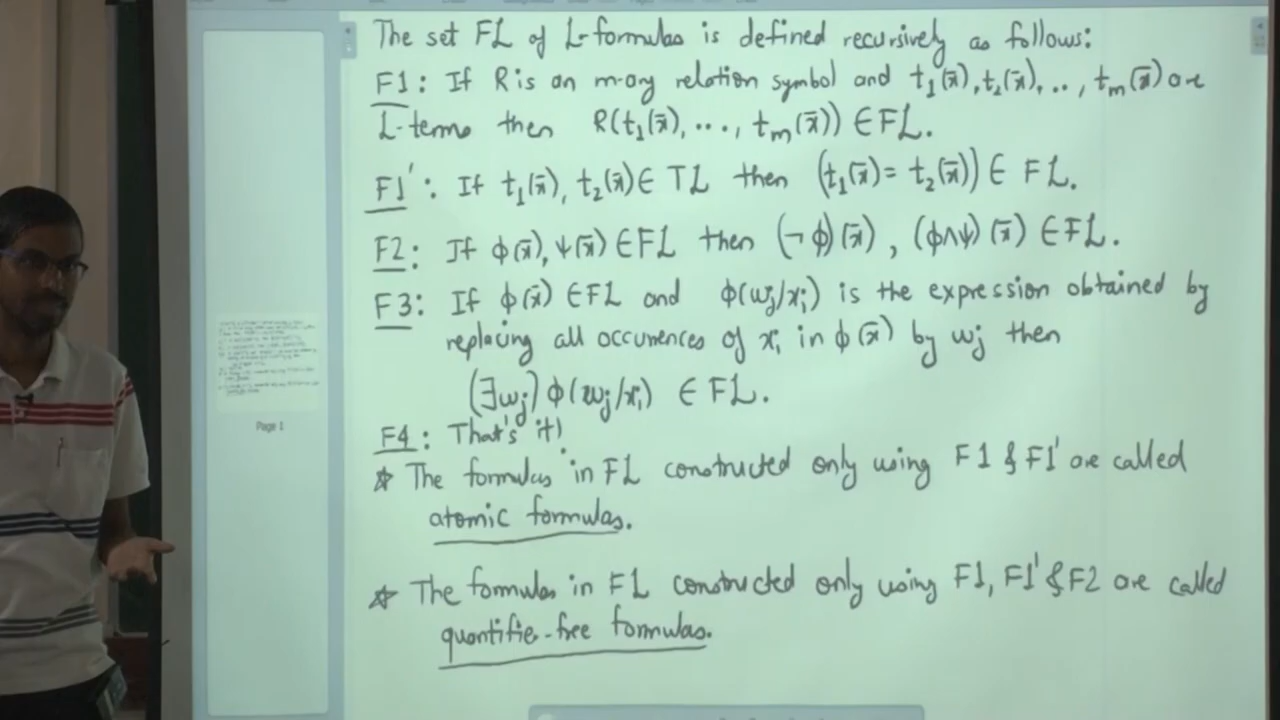 The set FL of L-formulas is defined recursively as follows:
F1: If R is an m-ary relation symbol and t₁(x̄), t₂(x̄), .., tₘ(x̄) are
L-terms then R(t₁(x̄), ..., tₘ(x̄)) ∈ FL.
F1': If t₁(x̄), t₂(x̄) ∈ TL then (t₁(x̄) = t₂(x̄)) ∈ FL.
F2: If ϕ(x̄), ψ(x̄) ∈ FL then (¬ϕ)(x̄), (ϕ∧ψ)(x̄) ∈ FL.
F3: If ϕ(x̄) ∈ FL and ϕ(wⱼ/xᵢ) is the expression obtained by
replacing all occurrences of xᵢ in ϕ(x̄) by wⱼ then
(∃wⱼ) ϕ(wⱼ/xᵢ) ∈ FL.
F4: That's it!
☆ The formulas in FL constructed only using F1 & F1' are called
atomic formulas.
☆ The formulas in FL constructed only using F1, F1' & F2 are called
quantifie-free formulas.
Page 1